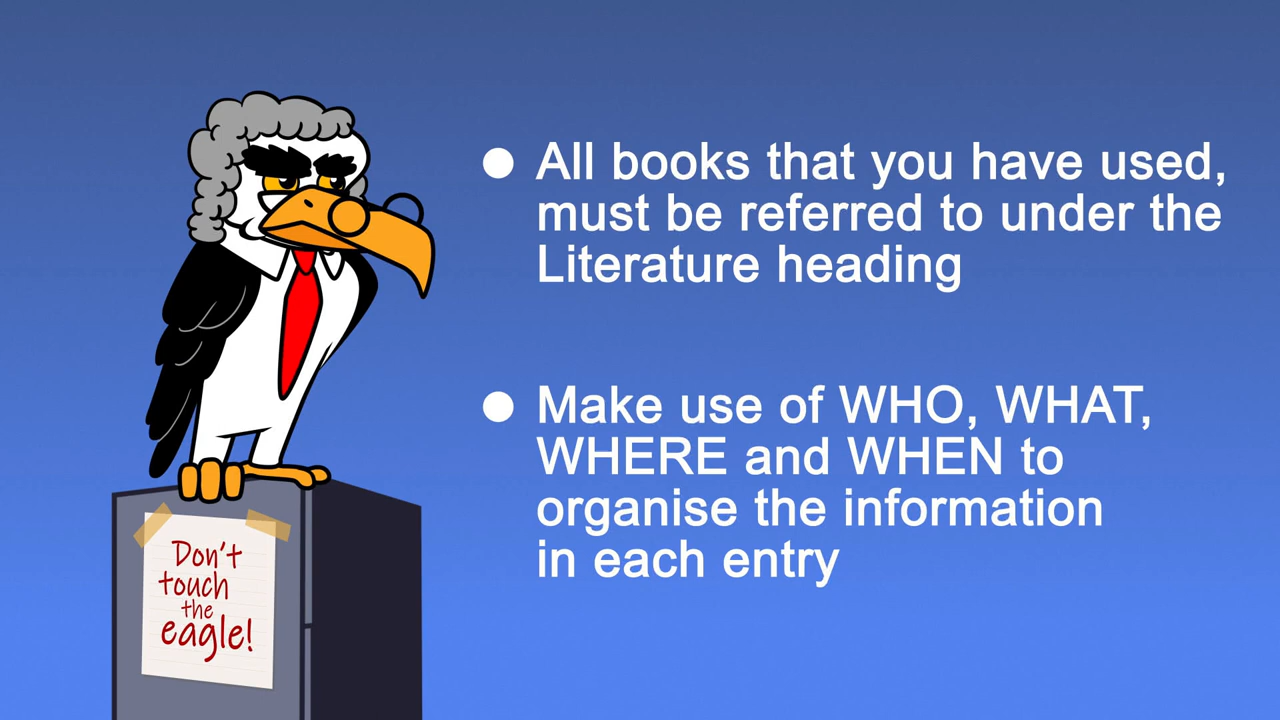 All books that you have used,
must be referred to under the
Literature heading
Make use of WHO, WHAT,
WHERE and WHEN to
organise the information
in each entry
Don't
touch
the
eagle!